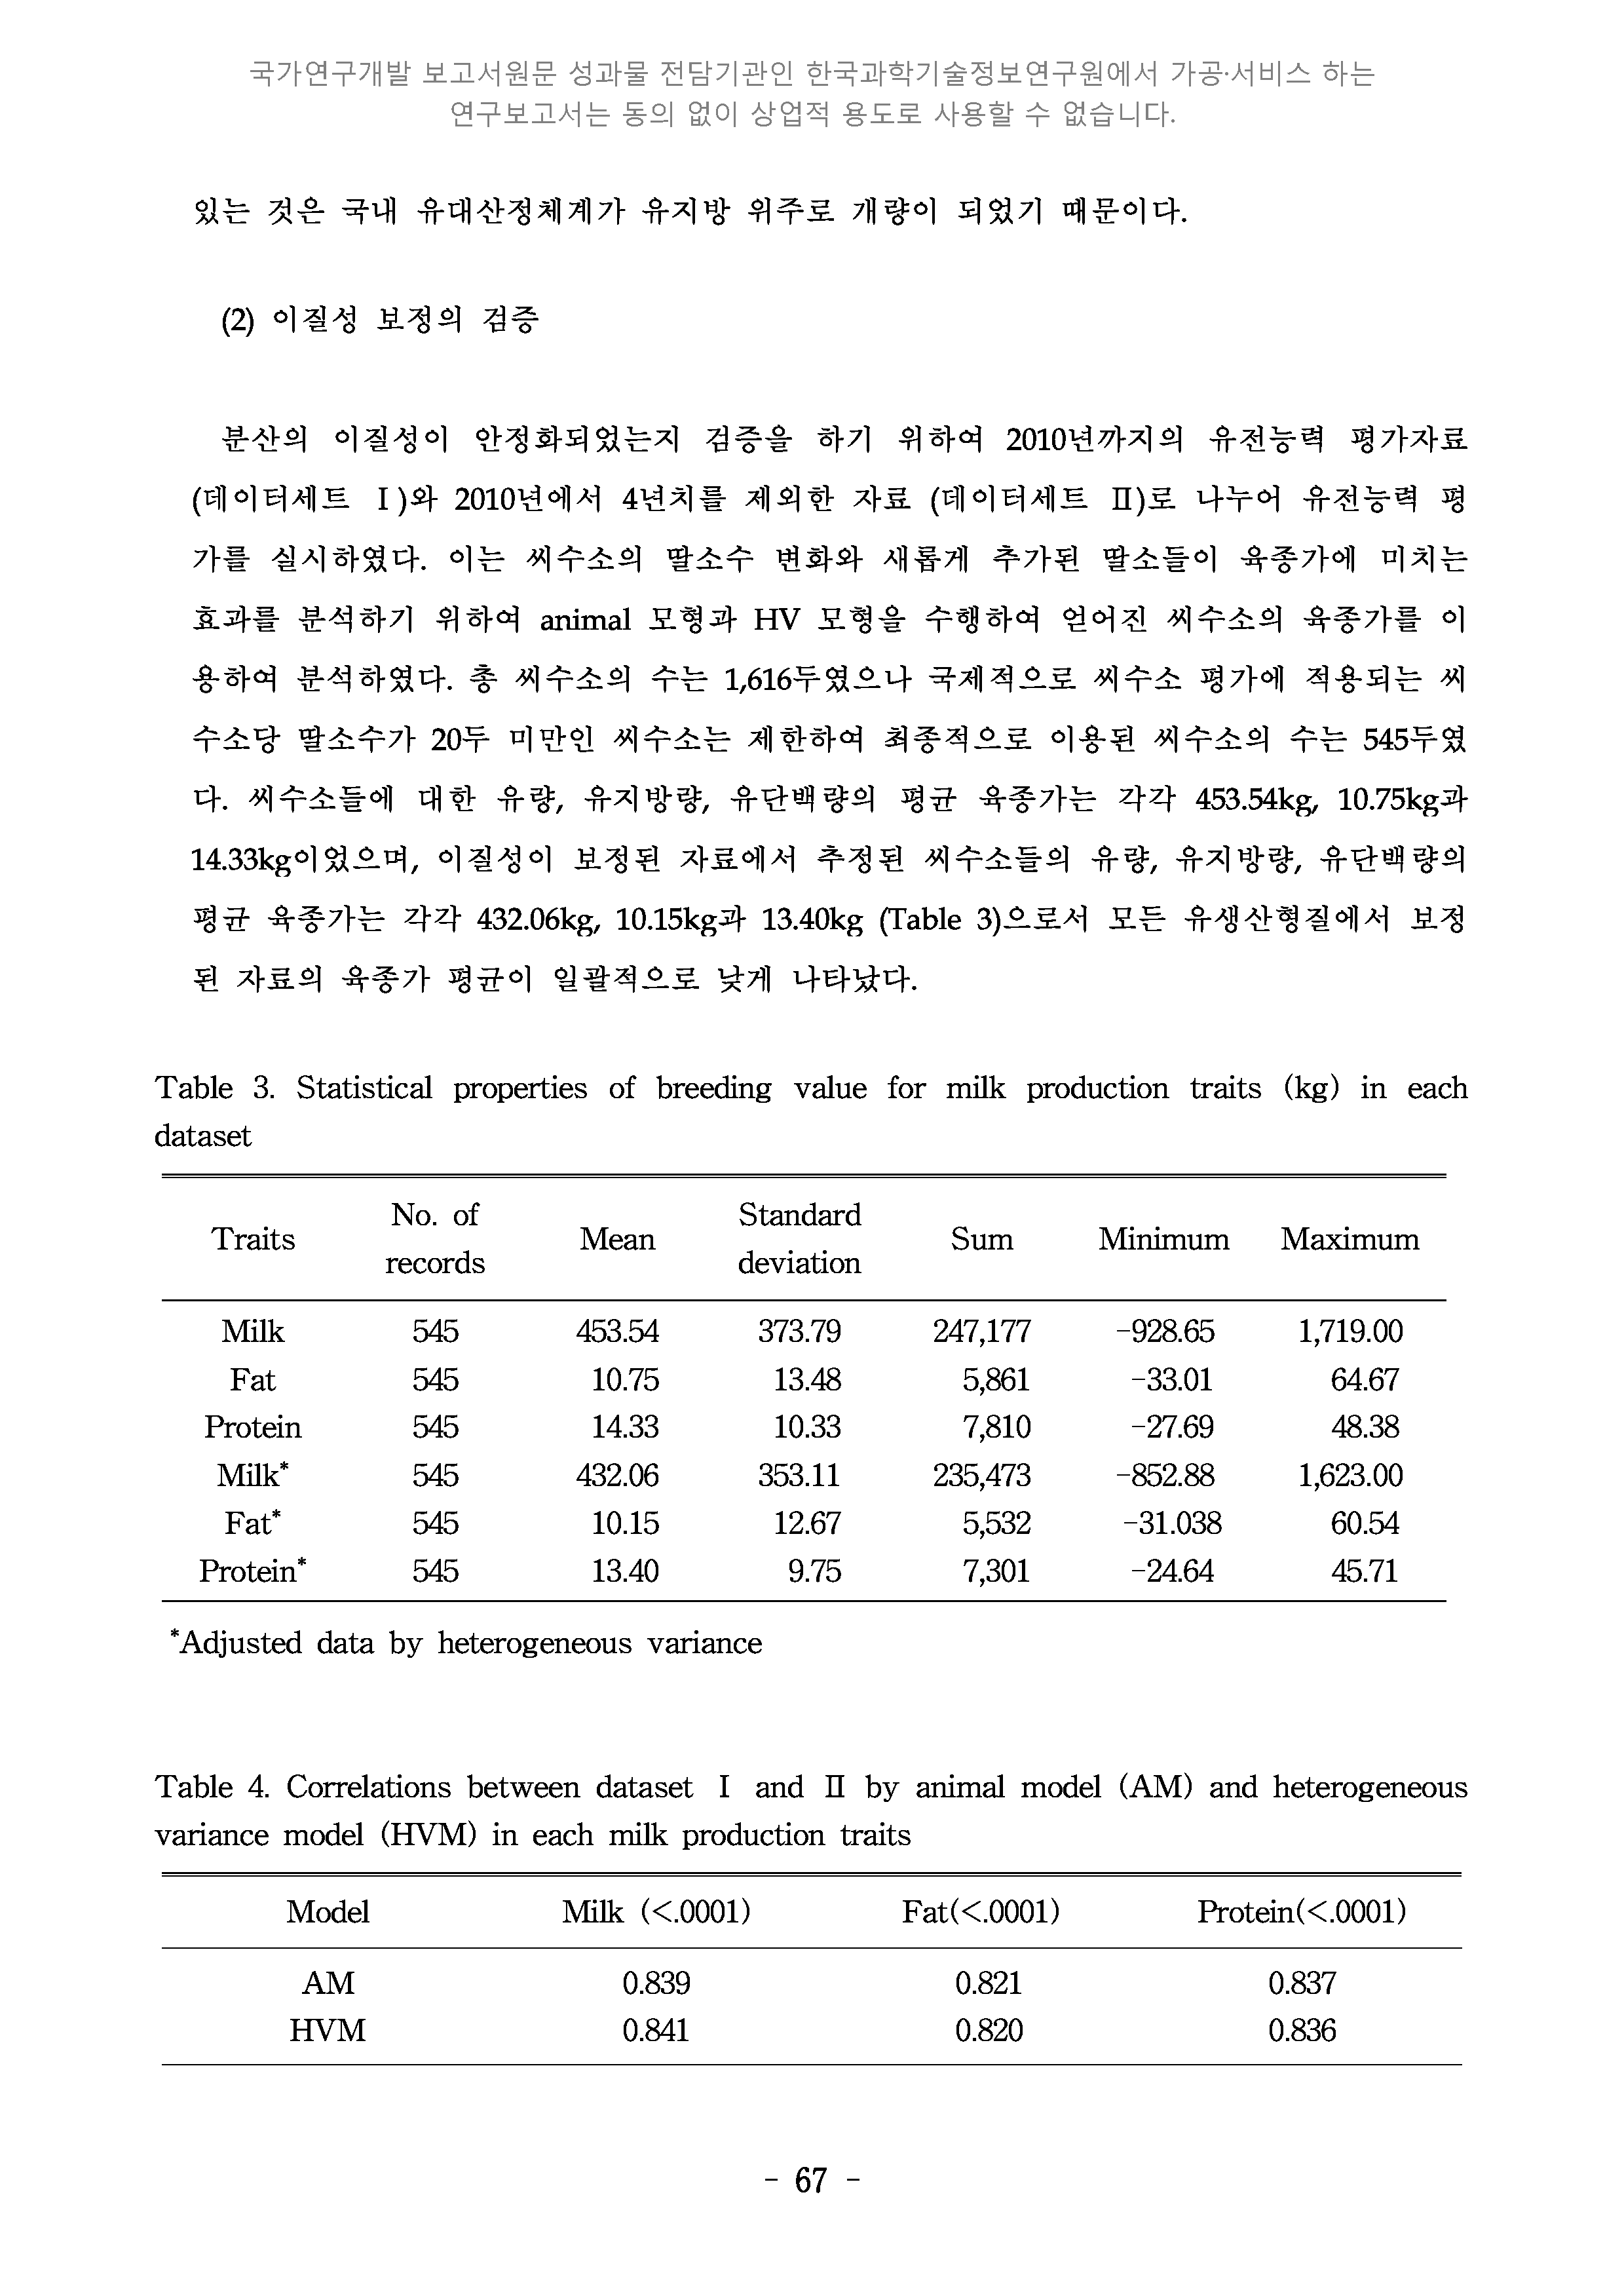 국가연구개발 보고서원문 성과물 전담기관인 한국과학기술정보연구원에서 가공·서비스 하는
연구보고서는 동의 없이 상업적 용도로 사용할 수 없습니다.
있는 것은 국내 유대산정체계가 유지방 위주로 개량이 되었기 때문이다.
(2) 이질성 보정의 검증
분산의 이질성이 안정화되었는지 검증을 하기 위하여 2010년까지의 유전능력 평가자료
(데이터세트 Ⅰ)와 2010년에서 4년치를 제외한 자료 (데이터세트 Ⅱ)로 나누어 유전능력 평
가를 실시하였다. 이는 씨수소의 딸소수 변화와 새롭게 추가된 딸소들이 육종가에 미치는
효과를 분석하기 위하여 animal 모형과 HV 모형을 수행하여 얻어진 씨수소의 육종가를 이
용하여 분석하였다. 총 씨수소의 수는 1,616두였으나 국제적으로 씨수소 평가에 적용되는 씨
수소당 딸소수가 20두 미만인 씨수소는 제한하여 최종적으로 이용된 씨수소의 수는 545두였
다. 씨수소들에 대한 유량, 유지방량, 유단백량의 평균 육종가는 각각 453.54kg, 10.75kg과
14.33kg이었으며, 이질성이 보정된 자료에서 추정된 씨수소들의 유량, 유지방량, 유단백량의
평균 육종가는 각각 432.06kg, 10.15kg과 13.40kg (Table 3)으로서 모든 유생산형질에서 보정
된 자료의 육종가 평균이 일괄적으로 낮게 나타났다.
Table 3. Statistical properties of breeding value for milk production traits (kg) in each
dataset
Traits No. of records Mean Standard deviation Sum Minimum Maximum
Milk 545 453.54 373.79 247,177 -928.65 1,719.00
Fat 545 10.75 13.48 5,861 -33.01 64.67
Protein 545 14.33 10.33 7,810 -27.69 48.38
Milk* 545 432.06 353.11 235,473 -852.88 1,623.00
Fat* 545 10.15 12.67 5,532 -31.038 60.54
Protein* 545 13.40 9.75 7,301 -24.64 45.71
*Adjusted data by heterogeneous variance
Table 4. Correlations between dataset Ⅰ and Ⅱ by animal model (AM) and heterogeneous
variance model (HVM) in each milk production traits
Model Milk (<.0001) Fat(<.0001) Protein(<.0001)
AM 0.839 0.821 0.837
HVM 0.841 0.820 0.836
- 67 -